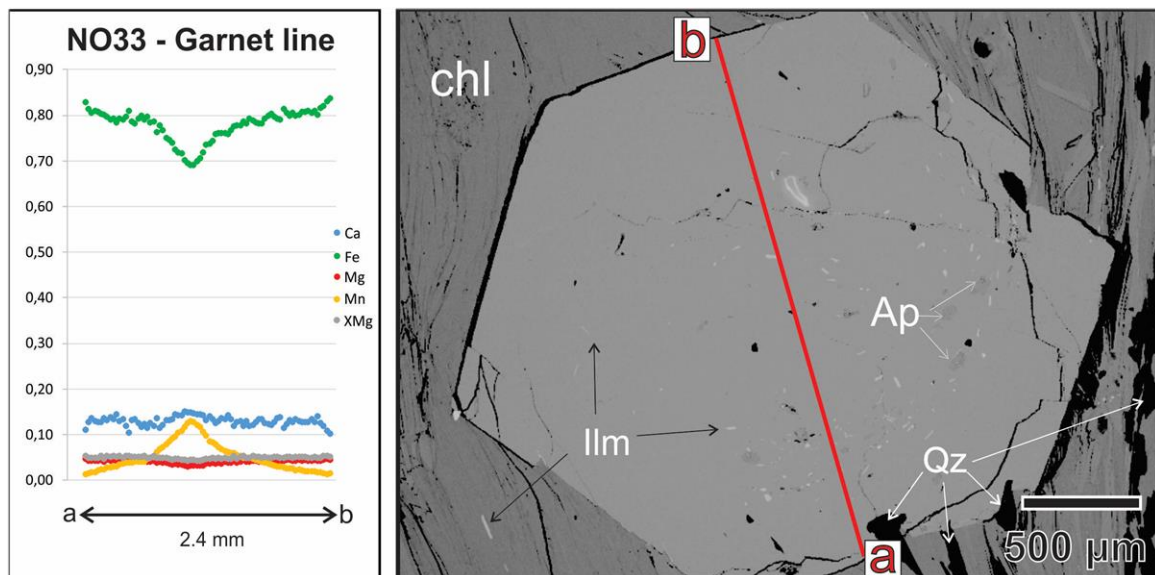 NO33 - Garnet line
0,90
0,80
0,70
0,60
0,50
0,40
0,30
0,20
0,10
0,00
Ca
Fe
Mg
Mn
XMg
a
b
2.4 mm
b
chl
Ap
Ilm
Qz
a
500 µm